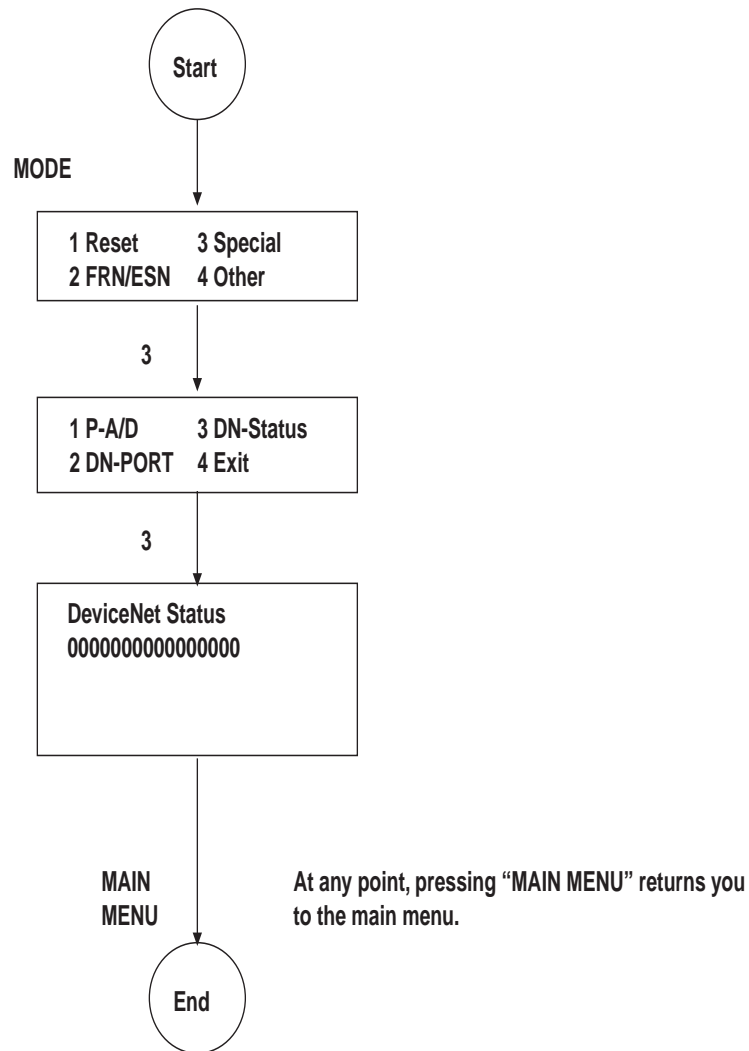 Start
MODE
1 Reset 3 Special
2 FRN/ESN 4 Other
3
1 P-A/D 3 DN-Status
2 DN-PORT 4 Exit
3
DeviceNet Status
0000000000000000
MAIN
MENU
At any point, pressing “MAIN MENU” returns you
to the main menu.
End